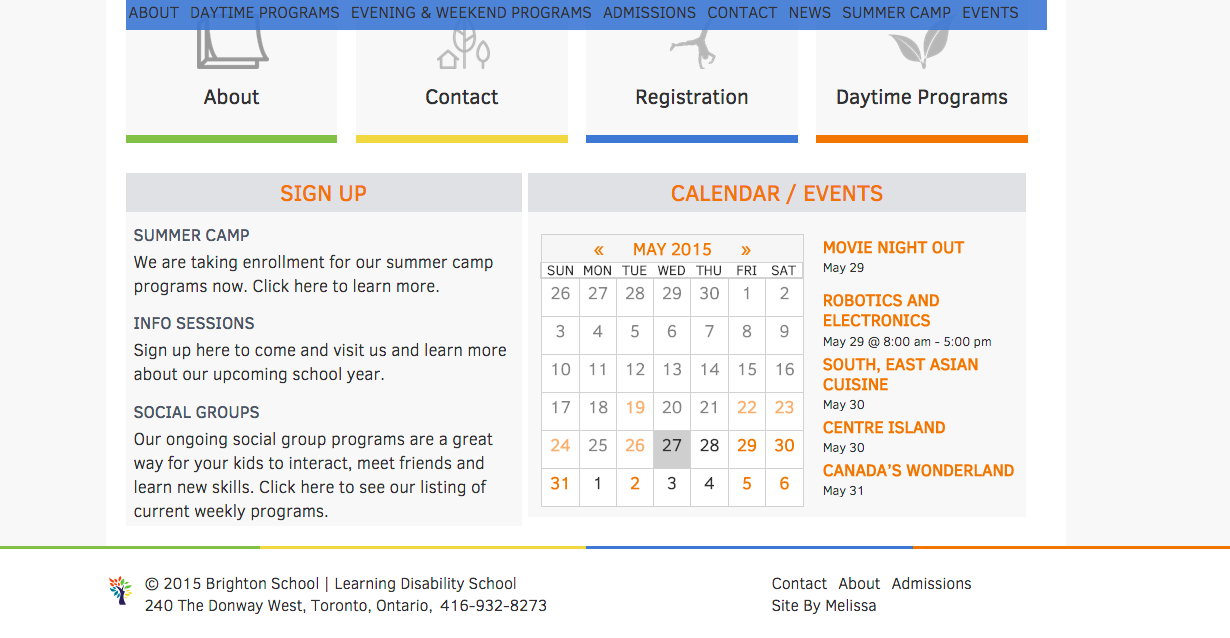 ABOUT DAYTIME PROGRAMS EVENING & WEEKEND PROGRAMS ADMISSIONS CONTACT NEWS SUMMER CAMP EVENTS
About
Contact
Registration
Daytime Programs
SIGN UP
SUMMER CAMP
We are taking enrollment for our summer camp
programs now. Click here to learn more.
INFO SESSIONS
Sign up here to come and visit us and learn more
about our upcoming school year.
SOCIAL GROUPS
Our ongoing social group programs are a great
way for your kids to interact, meet friends and
learn new skills. Click here to see our listing of
current weekly programs.
CALENDAR / EVENTS
« MAY 2015 »
SUN MON TUE WED THU FRI SAT
26 27 28 29 30 1 2
3 4 5 6 7 8 9
10 11 12 13 14 15 16
17 18 19 20 21 22 23
24 25 26 27 28 29 30
31 1 2 3 4 5 6
MOVIE NIGHT OUT
May 29
ROBOTICS AND
ELECTRONICS
May 29 @ 8:00 am - 5:00 pm
SOUTH, EAST ASIAN
CUISINE
May 30
CENTRE ISLAND
May 30
CANADA'S WONDERLAND
May 31
© 2015 Brighton School | Learning Disability School
240 The Donway West, Toronto, Ontario, 416-932-8273
Contact About Admissions
Site By Melissa